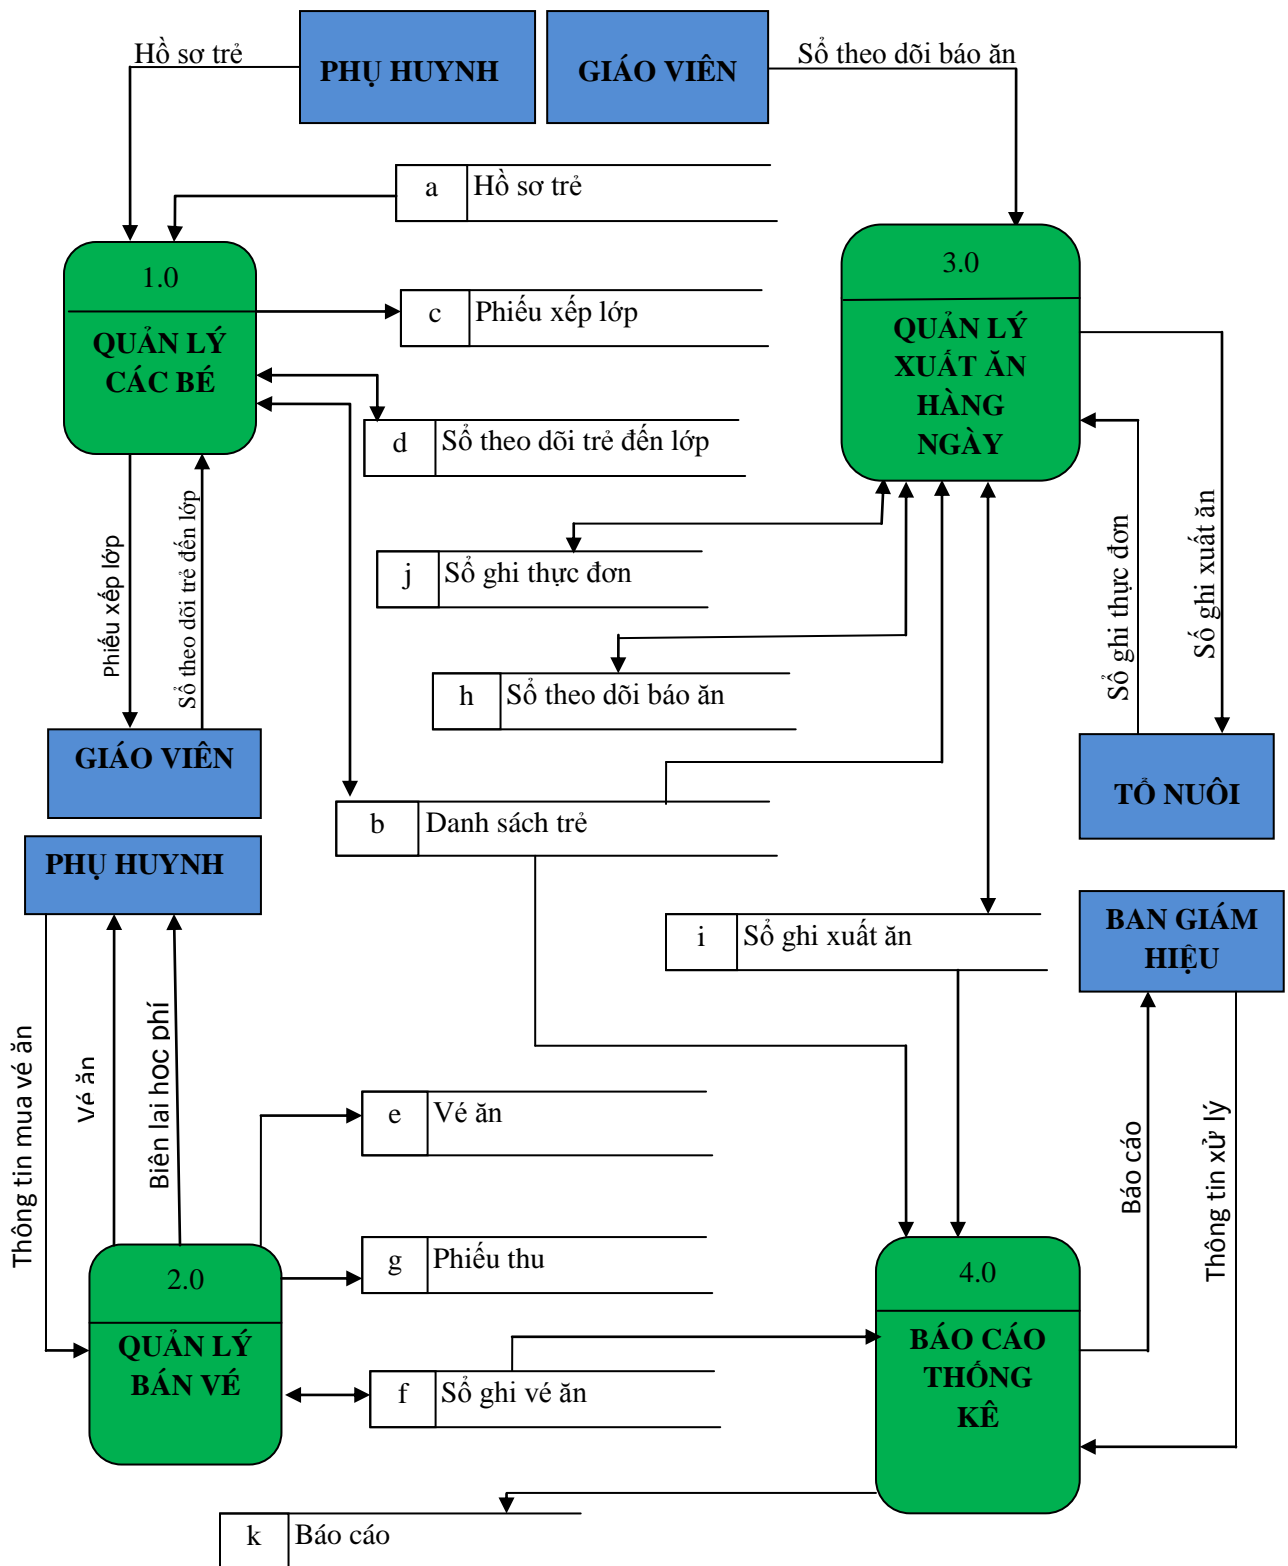 Hồ sơ trẻ
PHỤ HUYNH
GIÁO VIÊN
Sổ theo dõi báo ăn
a
Hồ sơ trẻ
1.0
QUẢN LÝ
CÁC BÉ
c
Phiếu xếp lớp
3.0
QUẢN LÝ
XUẤT ĂN
HÀNG
NGÀY
d
Sổ theo dõi trẻ đến lớp
Phiếu xếp lớp
Sổ theo dõi trẻ đến lớp
j
Sổ ghi thực đơn
Sổ ghi thực đơn
Số ghi xuất ăn
h
Sổ theo dõi báo ăn
GIÁO VIÊN
TỔ NUÔI
b
Danh sách trẻ
PHỤ HUYNH
i
Sổ ghi xuất ăn
BAN GIÁM
HIỆU
Thông tin mua vé ăn
Vé ăn
Biên lai học phí
e
Vé ăn
Báo cáo
Thông tin xử lý
g
Phiếu thu
2.0
QUẢN LÝ
BÁN VÉ
4.0
BÁO CÁO
THỐNG
KÊ
f
Sổ ghi vé ăn
k
Báo cáo